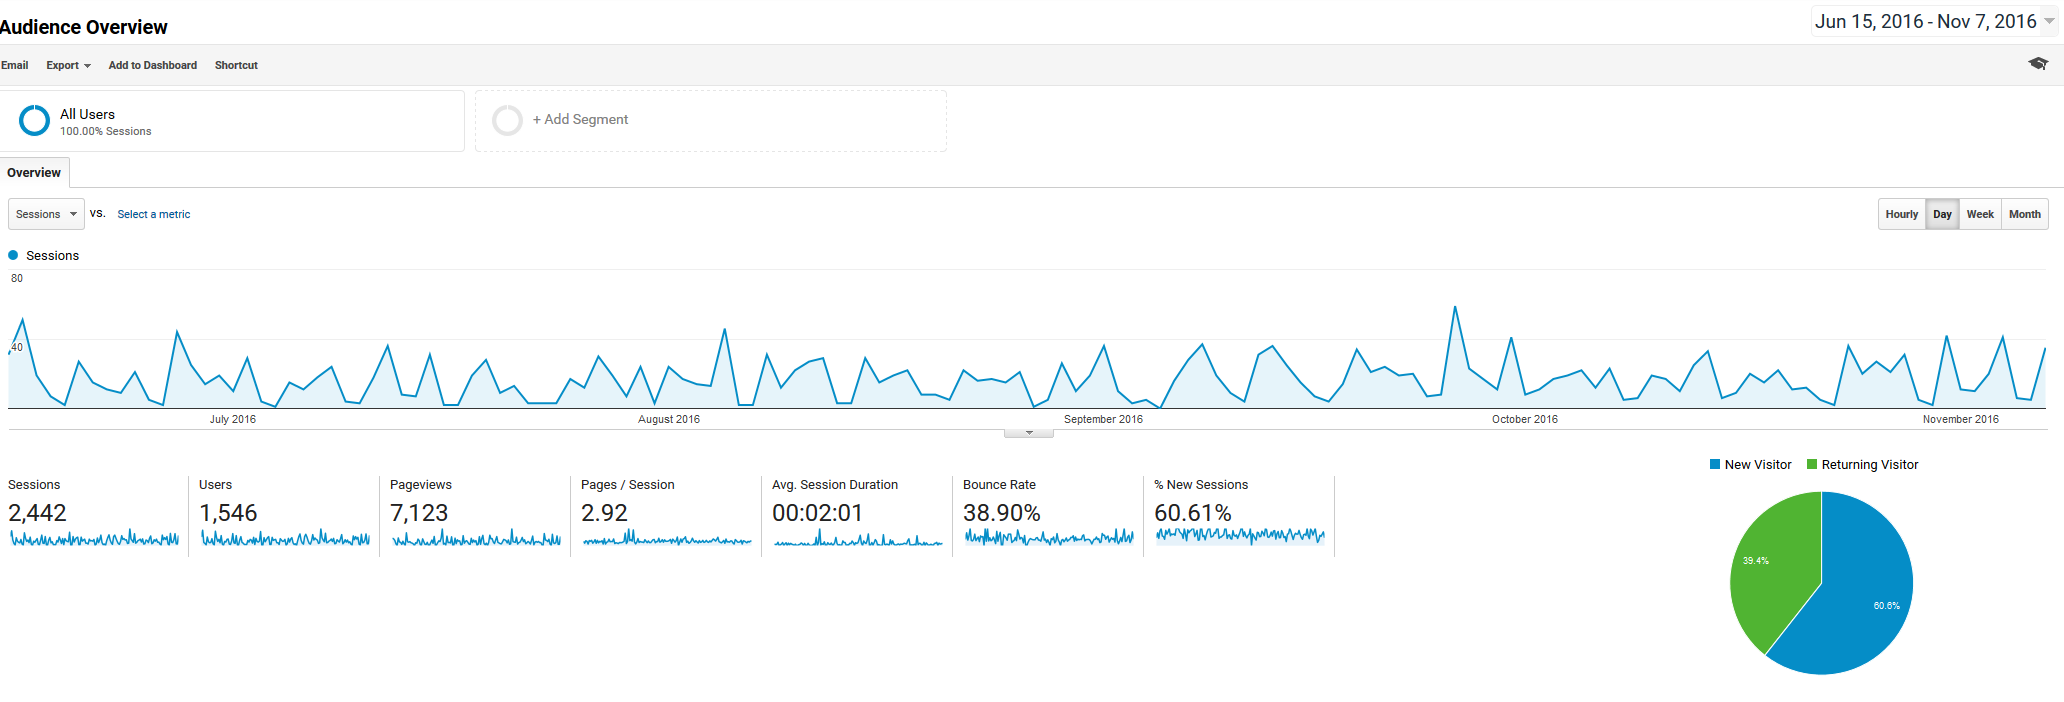 Audience Overview
Jun 15, 2016 - Nov 7, 2016
Email Export Add to Dashboard Shortcut
All Users
100.00% Sessions
+ Add Segment
Overview
Sessions VS. Select a metric
Hourly Day Week Month
Sessions
80
40
July 2016 August 2016 September 2016 October 2016 November 2016
New Visitor Returning Visitor
Sessions Users Pageviews Pages / Session Avg. Session Duration Bounce Rate % New Sessions
2,442 1,546 7,123 2.92 00:02:01 38.90% 60.61%
39.4%
60.6%